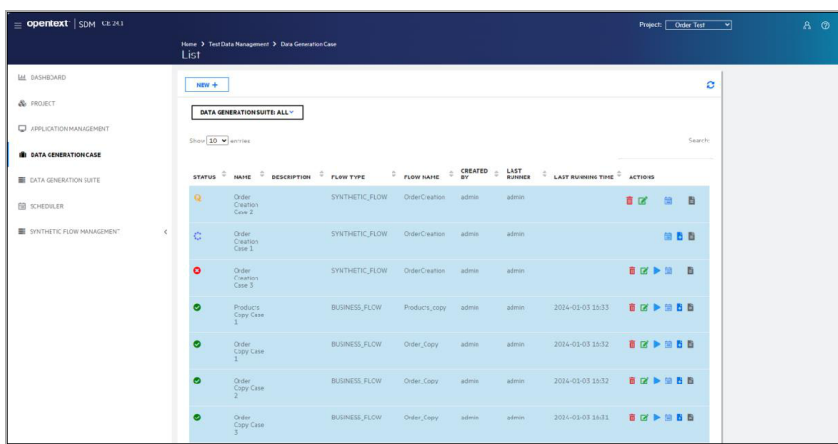 opentext™ | SDM CE 24.1
Project: Order Test
Home > Test Data Management > Data Generation Case
List
DASHBOARD
PROJECT
APPLICATION MANAGEMENT
DATA GENERATION CASE
DATA GENERATION SUITE
SCHEDULER
SYNTHETIC FLOW MANAGEMENT
NEW +
DATA GENERATION SUITE: ALL
Show 10 entries
Search:
STATUS NAME DESCRIPTION FLOW TYPE FLOW NAME CREATED BY LAST RUNNER LAST RUNNING TIME ACTIONS
Q Order Creation Case 2 SYNTHETIC_FLOW OrderCreation admin admin
Order Creation Case 1 SYNTHETIC_FLOW OrderCreation admin admin
Order Creation Case 3 SYNTHETIC_FLOW OrderCreation admin admin
Products Copy Case 1 BUSINESS_FLOW Products_copy admin admin 2024-01-03 16:33
Order Copy Case 1 BUSINESS_FLOW Order_Copy admin admin 2024-01-03 16:32
Order Copy Case 2 BUSINESS_FLOW Order_Copy admin admin 2024-01-03 16:32
Order Copy Case 3 BUSINESS_FLOW Order_Copy admin admin 2024-01-03 16:31